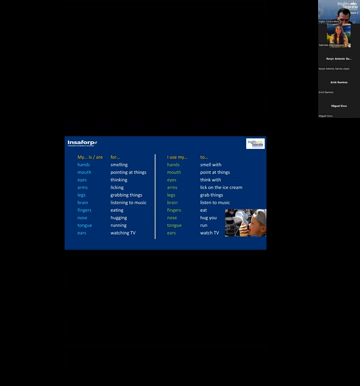 Insaforp
My... is / are   for...   I use my...   to...
hands   smelling   hands   smell with
mouth   pointing at things   mouth   point at things
eyes   thinking   eyes   think with
arms   licking   arms   lick on the ice cream
legs   grabbing things   legs   grab things
brain   listening to music   brain   listen to music
fingers   eating   fingers   eat
nose   hugging   nose   hug you
tongue   running   tongue   run
ears   watching TV   ears   watch TV
Erik Ramirez
Miguel Sosa